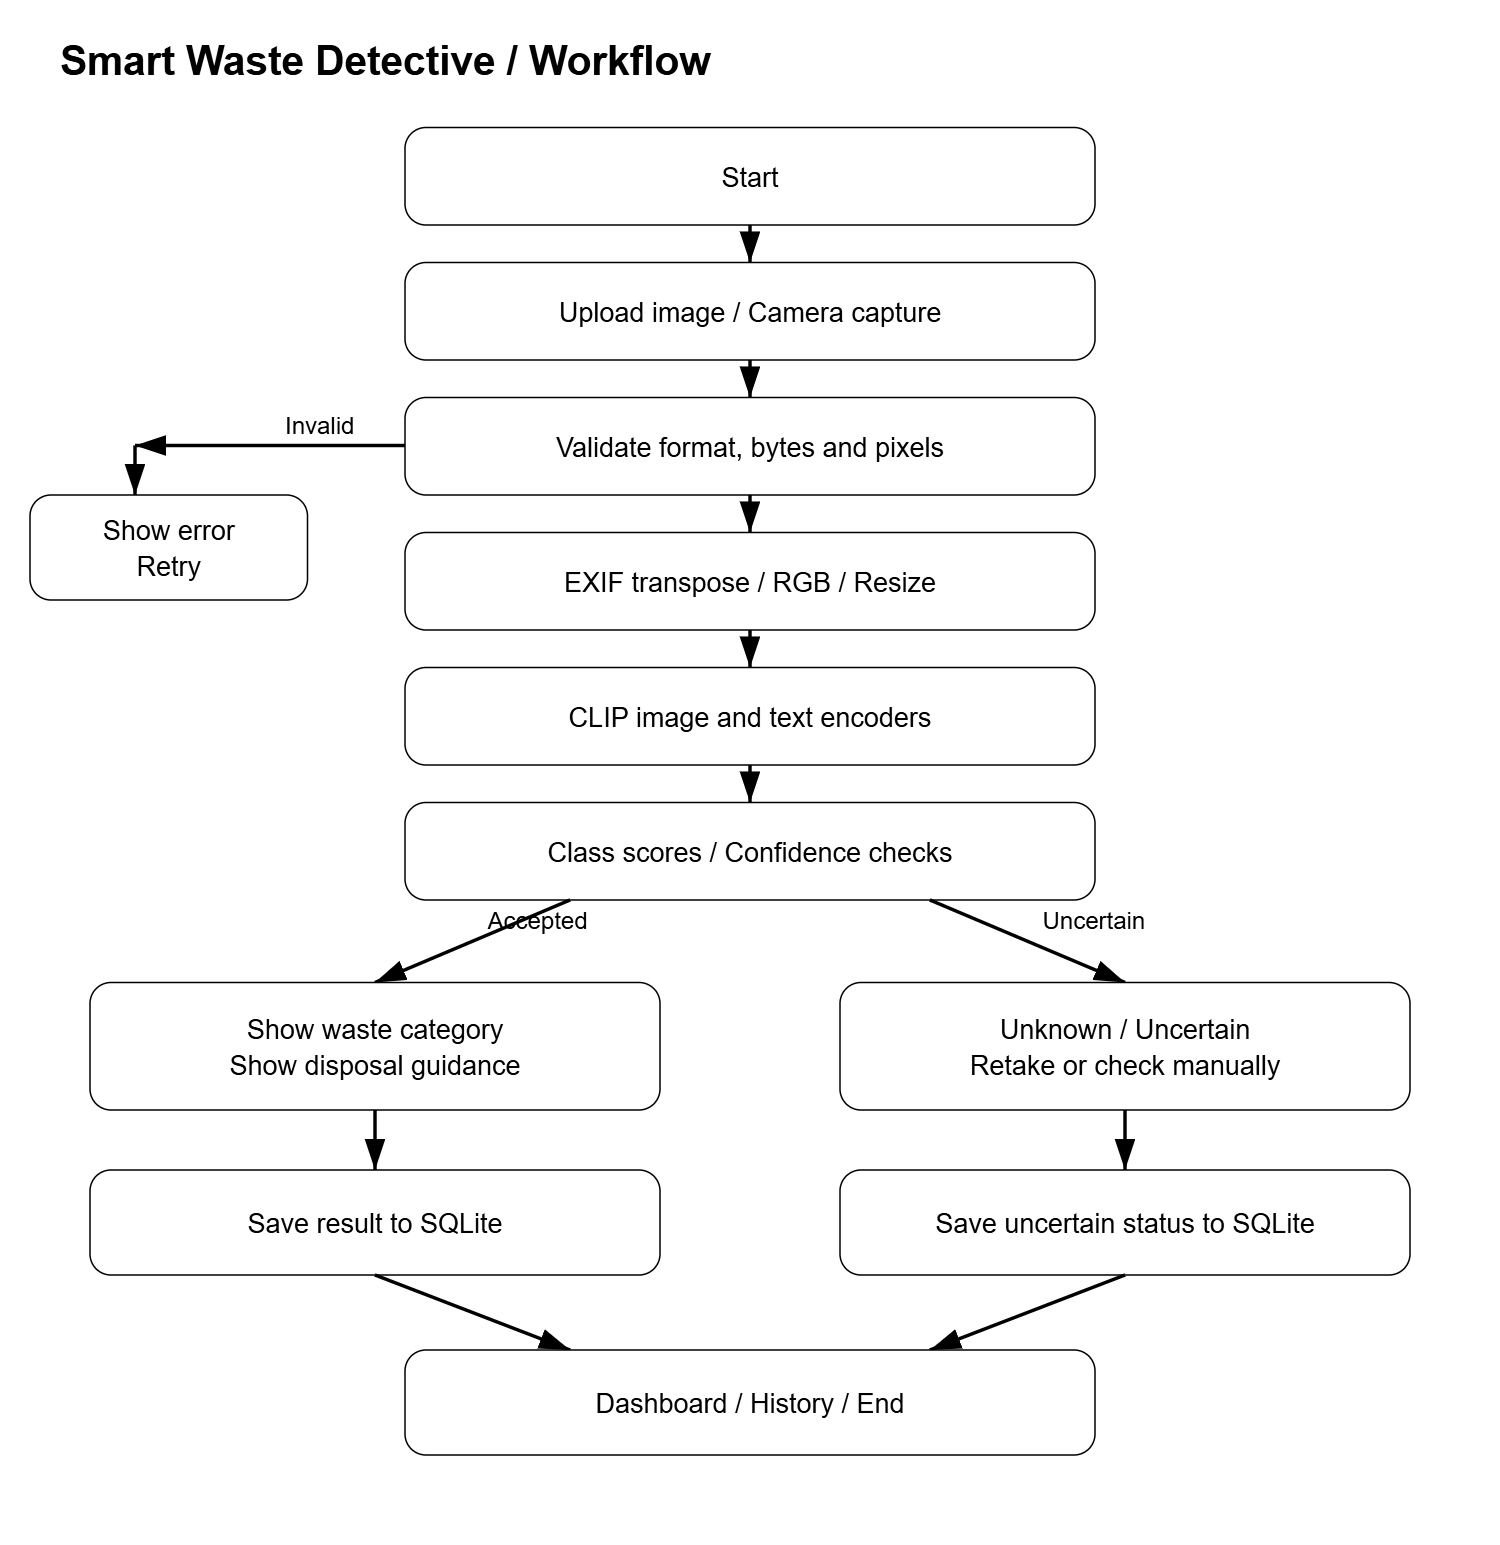 Smart Waste Detective / Workflow
Start
Upload image / Camera capture
Invalid
Validate format, bytes and pixels
Show error
Retry
EXIF transpose / RGB / Resize
CLIP image and text encoders
Class scores / Confidence checks
Accepted
Uncertain
Show waste category
Show disposal guidance
Unknown / Uncertain
Retake or check manually
Save result to SQLite
Save uncertain status to SQLite
Dashboard / History / End